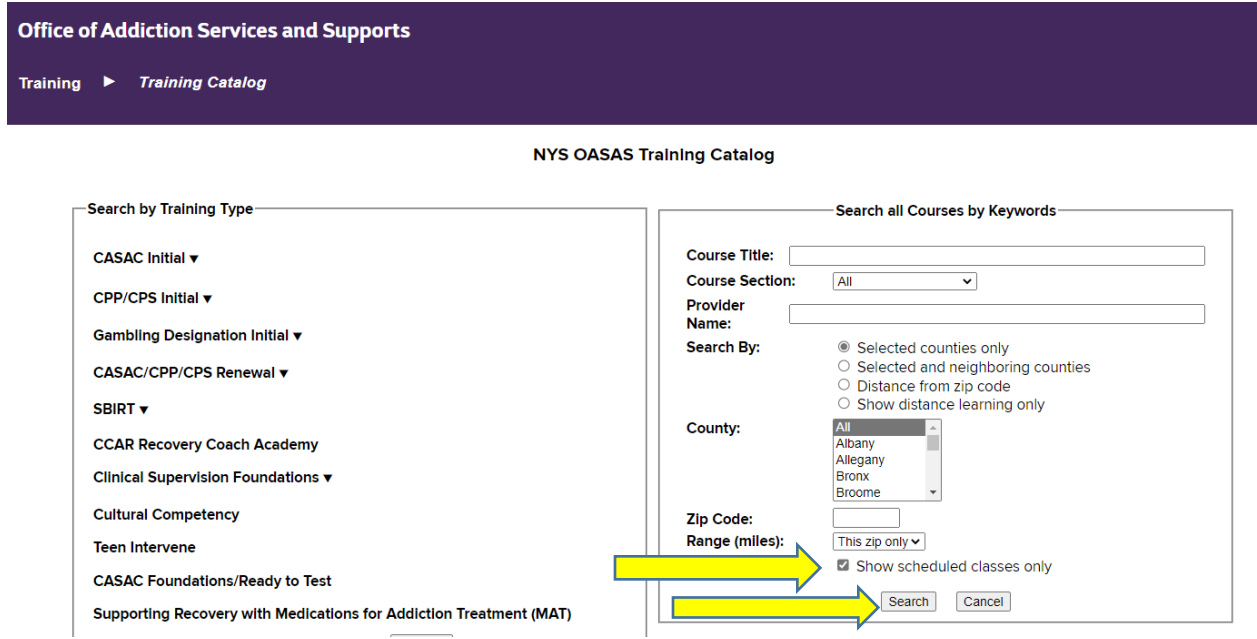 Office of Addiction Services and Supports
Training ► Training Catalog
NYS OASAS Training Catalog
Search by Training Type
CASAC Initial ▼
CPP/CPS Initial ▼
Gambling Designation Initial ▼
CASAC/CPP/CPS Renewal ▼
SBIRT ▼
CCAR Recovery Coach Academy
Clinical Supervision Foundations ▼
Cultural Competency
Teen Intervene
CASAC Foundations/Ready to Test
Supporting Recovery with Medications for Addiction Treatment (MAT)
Search all Courses by Keywords
Course Title:
Course Section: All
Provider
Name:
Search By: Selected counties only
Selected and neighboring counties
Distance from zip code
Show distance learning only
County: All
Albany
Allegany
Bronx
Broome
Zip Code:
Range (miles): This zip only
Show scheduled classes only
Search Cancel